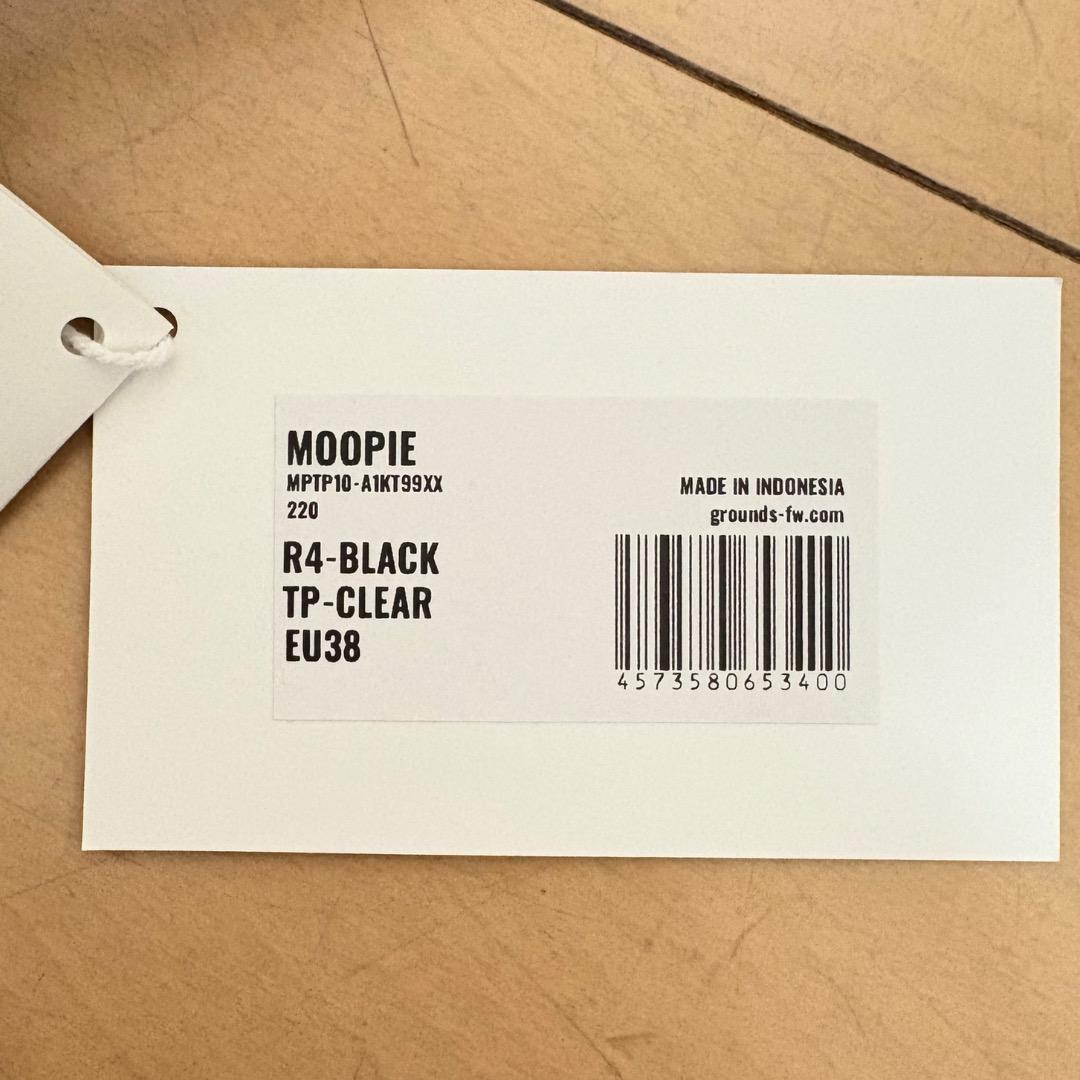 MOOPIE
MPTP10-A1KT99XX
220
R4-BLACK
TP-CLEAR
EU38
MADE IN INDONESIA
grounds-fw.com
4573580653400